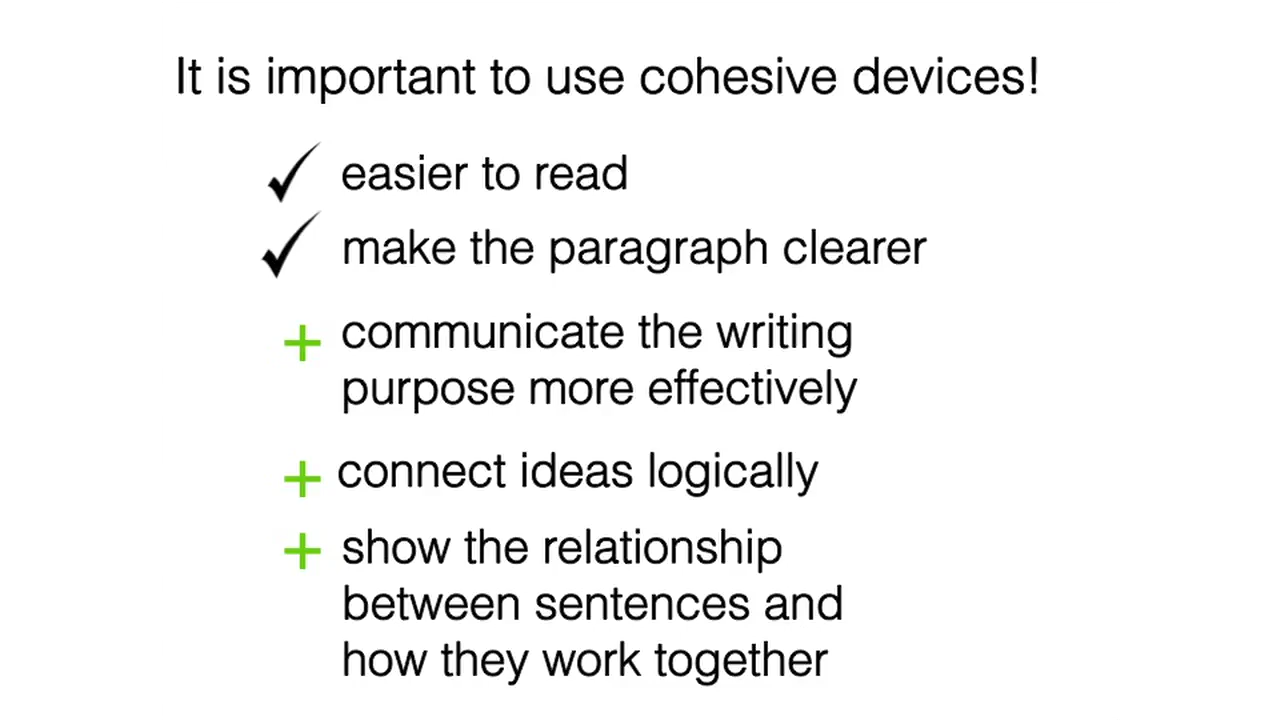 It is important to use cohesive devices!
easier to read
make the paragraph clearer
communicate the writing
purpose more effectively
connect ideas logically
show the relationship
between sentences and
how they work together